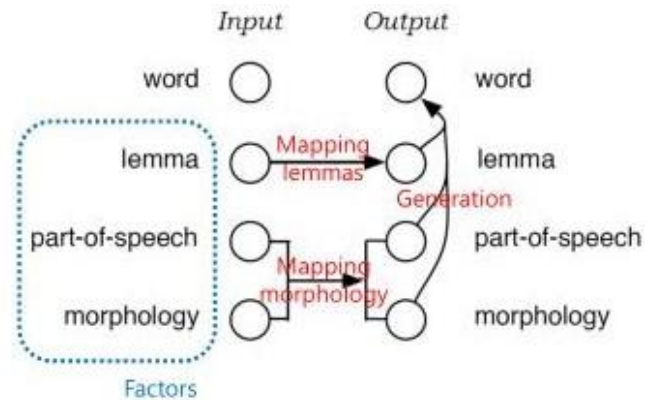 Input Output
word word
lemma Mapping lemmas lemma
Generation
part-of-speech part-of-speech
Mapping morphology
morphology morphology
Factors